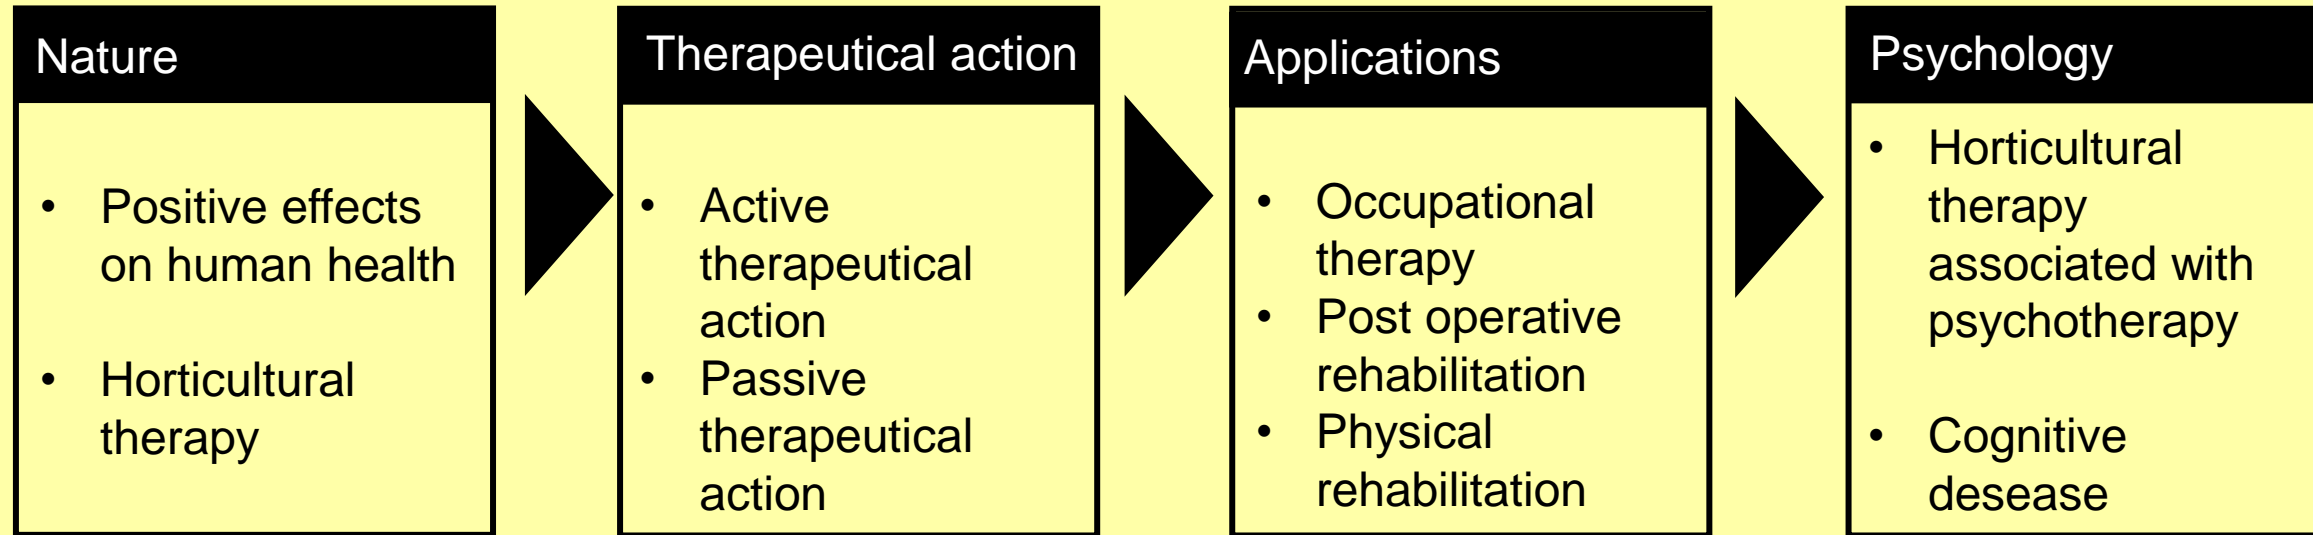 Nature
• Positive effects
on human health
• Horticultural
therapy
Therapeutical action
• Active
therapeutical
action
• Passive
therapeutical
action
Applications
• Occupational
therapy
• Post operative
rehabilitation
• Physical
rehabilitation
Psychology
• Horticultural
therapy
associated with
psychotherapy
• Cognitive
desease